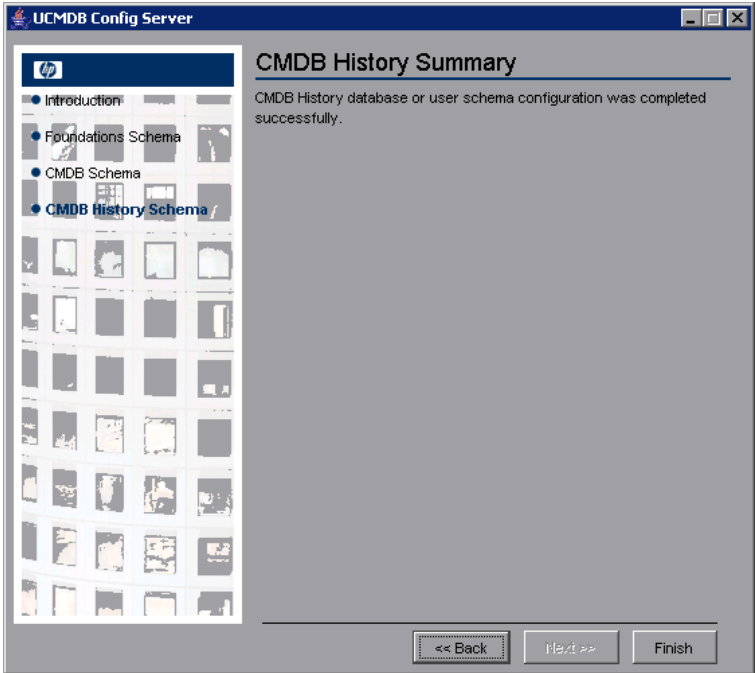 UCMDB Config Server
hp
CMDB History Summary
CMDB History database or user schema configuration was completed
successfully.
Introduction
Foundations Schema
CMDB Schema
CMDB History Schema
<< Back
Next >>
Finish